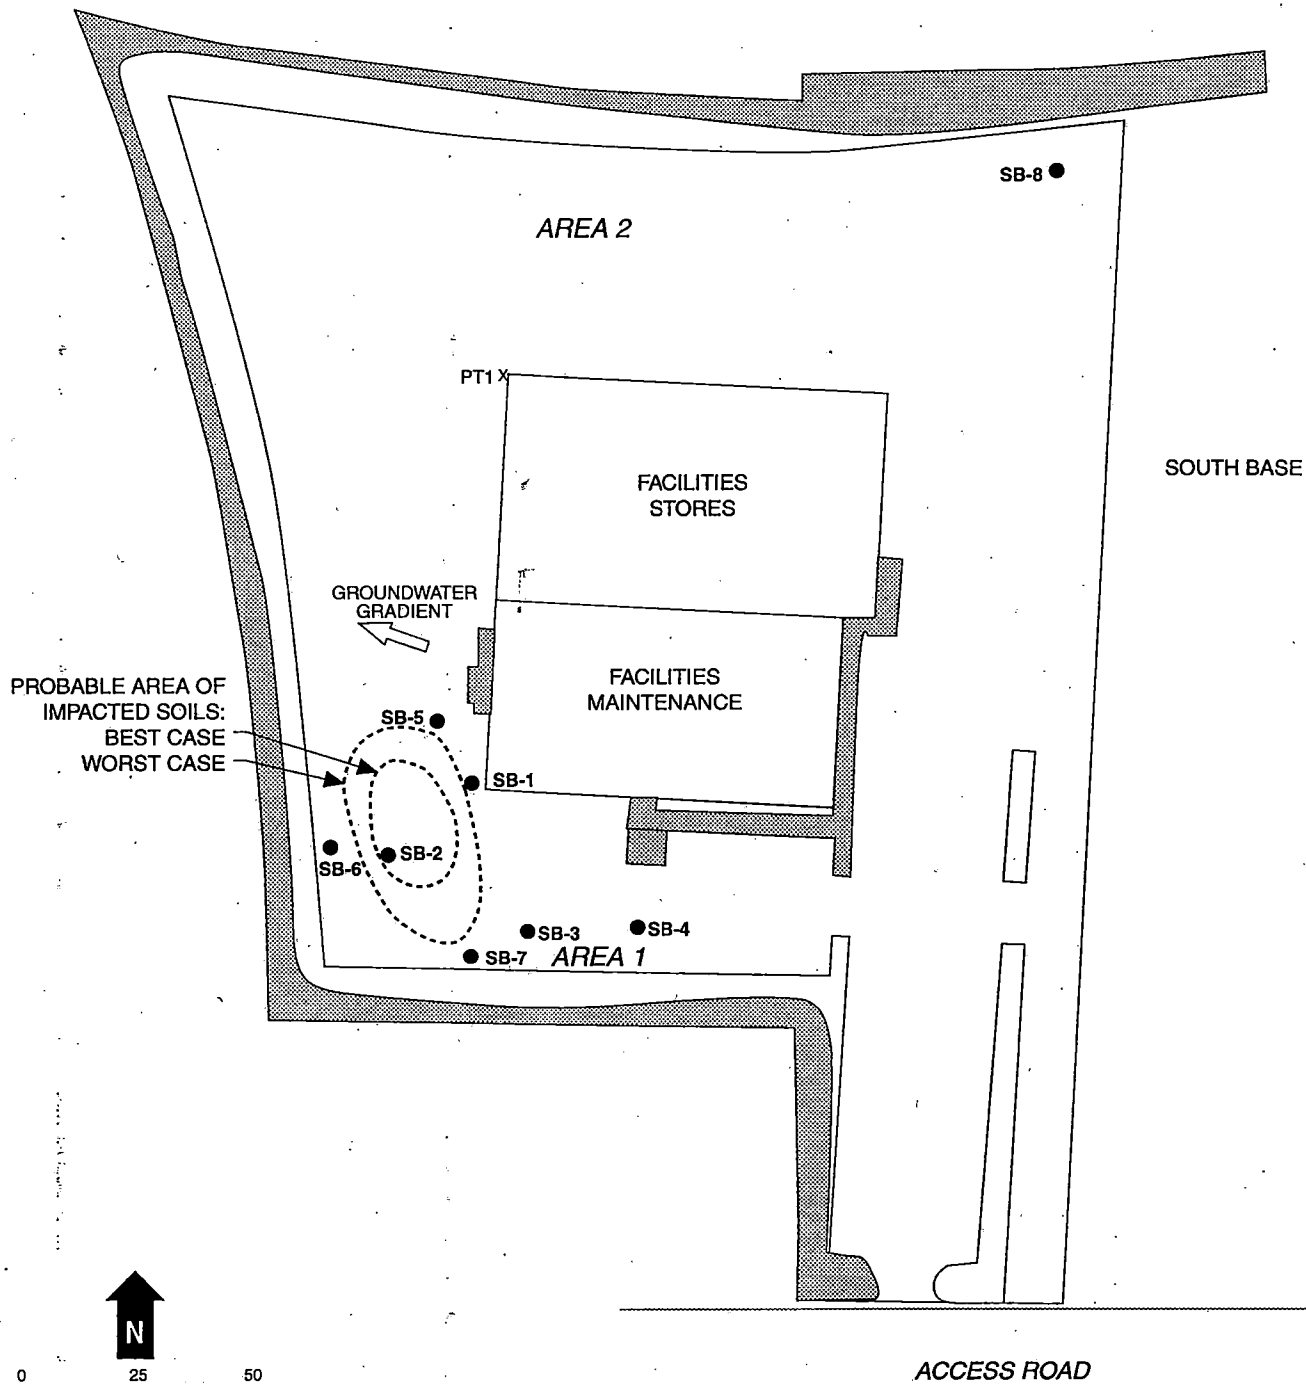 SB-8
AREA 2
PT1 X
FACILITIES
STORES
SOUTH BASE
GROUNDWATER
GRADIENT
FACILITIES
MAINTENANCE
PROBABLE AREA OF
IMPACTED SOILS:
BEST CASE
WORST CASE
SB-5
SB-1
SB-2
SB-6
SB-3
SB-4
SB-7
AREA 1
N
0 25 50
ACCESS ROAD